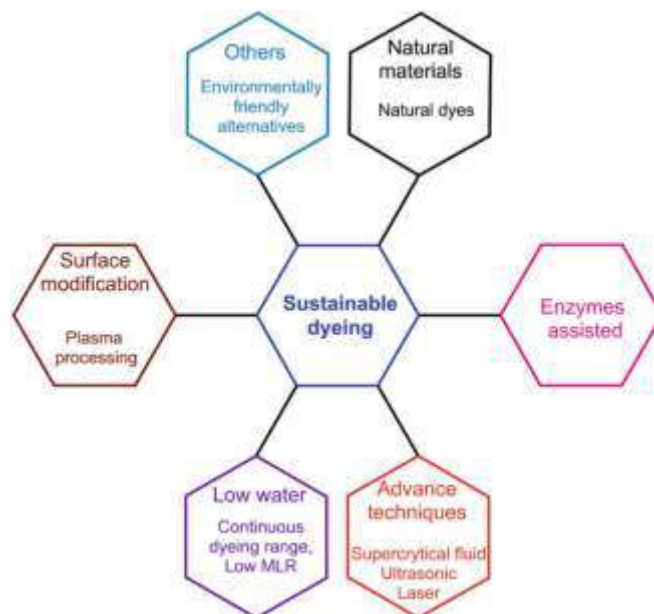 Others
Environmentally
friendly
alternatives
Natural
materials
Natural dyes
Surface
modification
Plasma
processing
Sustainable
dyeing
Enzymes
assisted
Low water
Continuous
dyeing range,
Low MLR
Advance
techniques
Supercrytical fluid
Ultrasonic
Laser